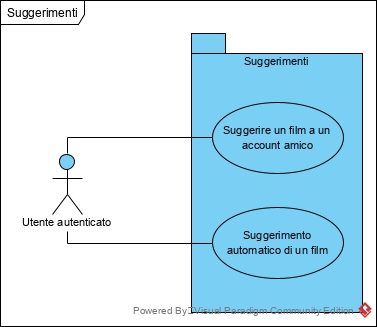 Suggerimenti
Suggerimenti
Suggerire un film a un
account amico
Utente autenticato
Suggerimento
automatico di un film
Powered By Visual Paradigm Community Edition